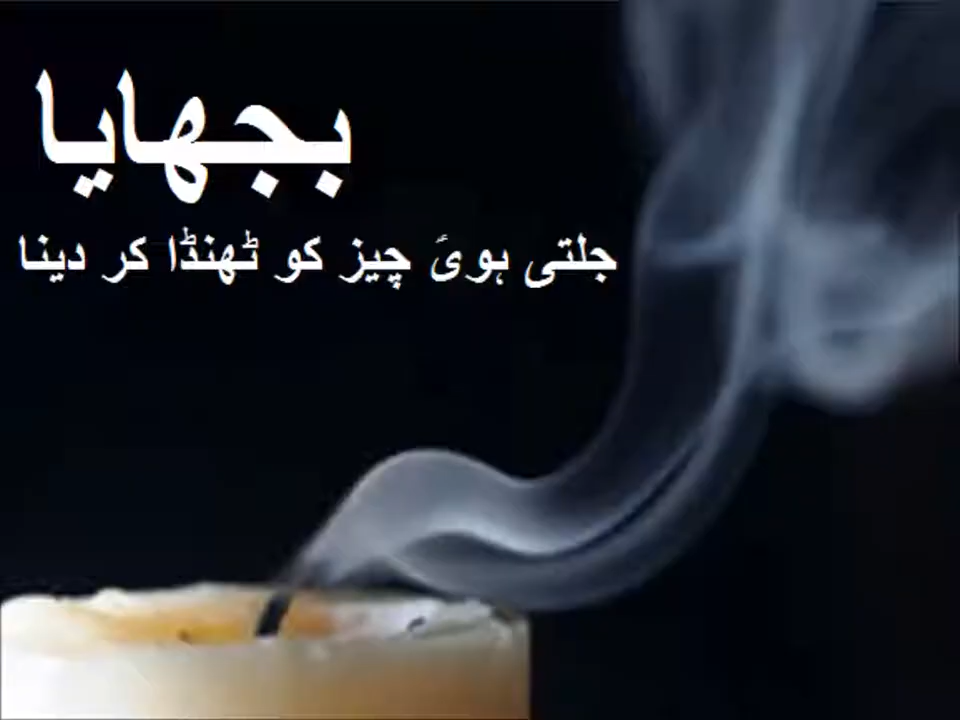 بجھایا
جلتی ہوئ چیز کو ٹھنڈا کر دینا